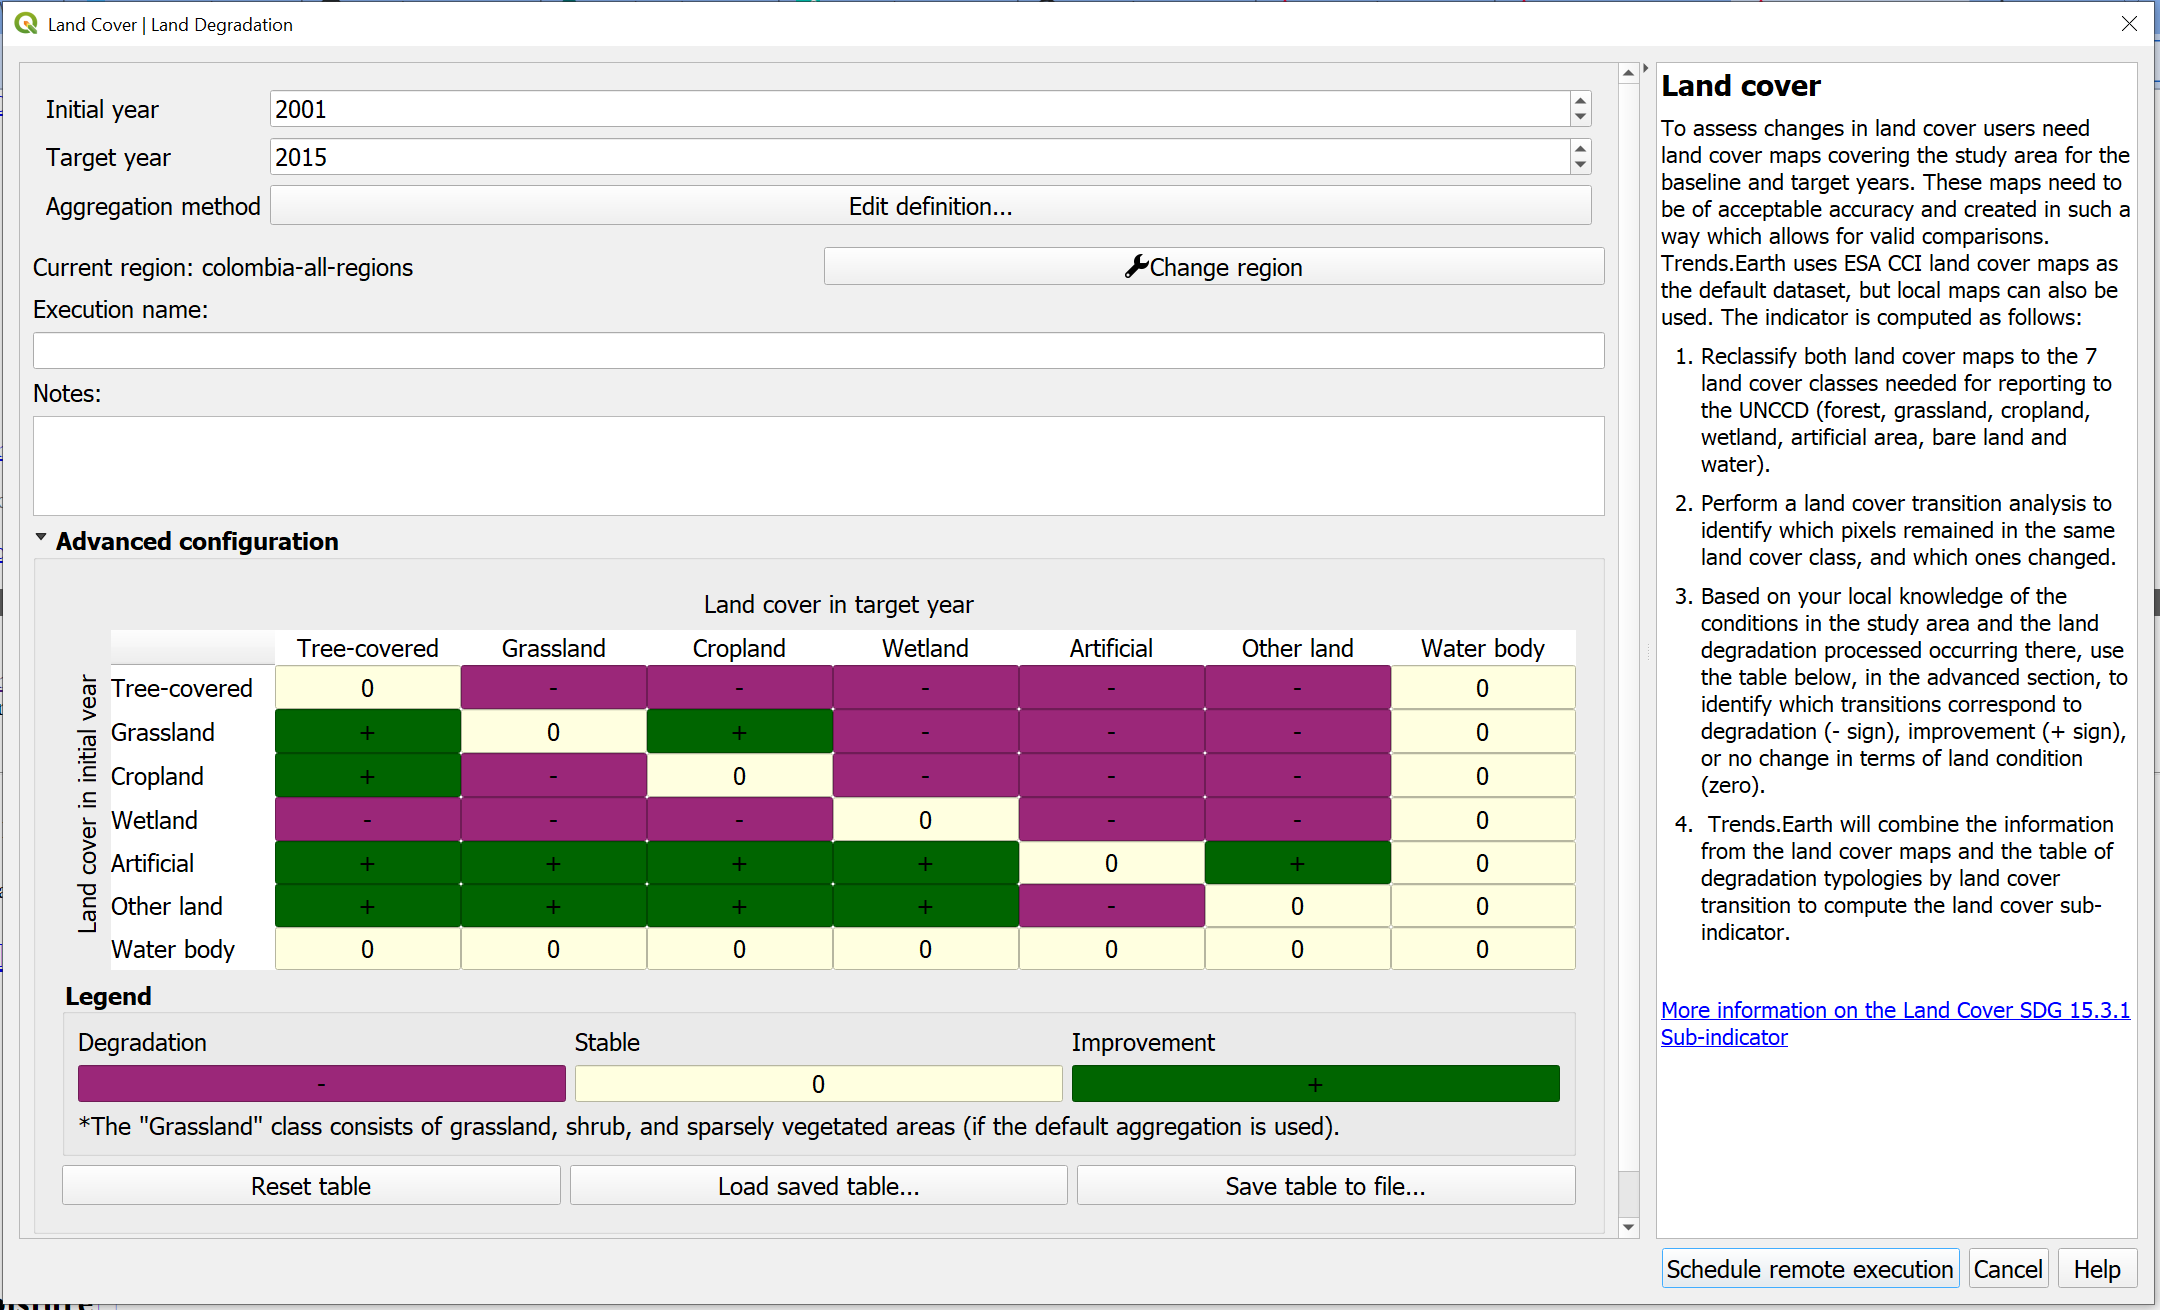 Land Cover | Land Degradation
Initial year 2001
Target year 2015
Aggregation method Edit definition...
Current region: colombia-all-regions Change region
Execution name:
Notes:
Advanced configuration
Land cover in target year
Land cover in initial year
Tree-covered Grassland Cropland Wetland Artificial Other land Water body
Tree-covered 0 - - - - - 0
Grassland + 0 + - - - 0
Cropland + - 0 - - - 0
Wetland - - - 0 - - 0
Artificial + + + + 0 + 0
Other land + + + + - 0 0
Water body 0 0 0 0 0 0 0
Legend
Degradation Stable Improvement
- 0 +
*The "Grassland" class consists of grassland, shrub, and sparsely vegetated areas (if the default aggregation is used).
Reset table Load saved table... Save table to file...
Land cover
To assess changes in land cover users need
land cover maps covering the study area for the
baseline and target years. These maps need to
be of acceptable accuracy and created in such a
way which allows for valid comparisons.
Trends.Earth uses ESA CCI land cover maps as
the default dataset, but local maps can also be
used. The indicator is computed as follows:
1. Reclassify both land cover maps to the 7
land cover classes needed for reporting to
the UNCCD (forest, grassland, cropland,
wetland, artificial area, bare land and
water).
2. Perform a land cover transition analysis to
identify which pixels remained in the same
land cover class, and which ones changed.
3. Based on your local knowledge of the
conditions in the study area and the land
degradation processed occurring there, use
the table below, in the advanced section, to
identify which transitions correspond to
degradation (- sign), improvement (+ sign),
or no change in terms of land condition
(zero).
4. Trends.Earth will combine the information
from the land cover maps and the table of
degradation typologies by land cover
transition to compute the land cover sub-
indicator.
More information on the Land Cover SDG 15.3.1
Sub-indicator
Schedule remote execution Cancel Help